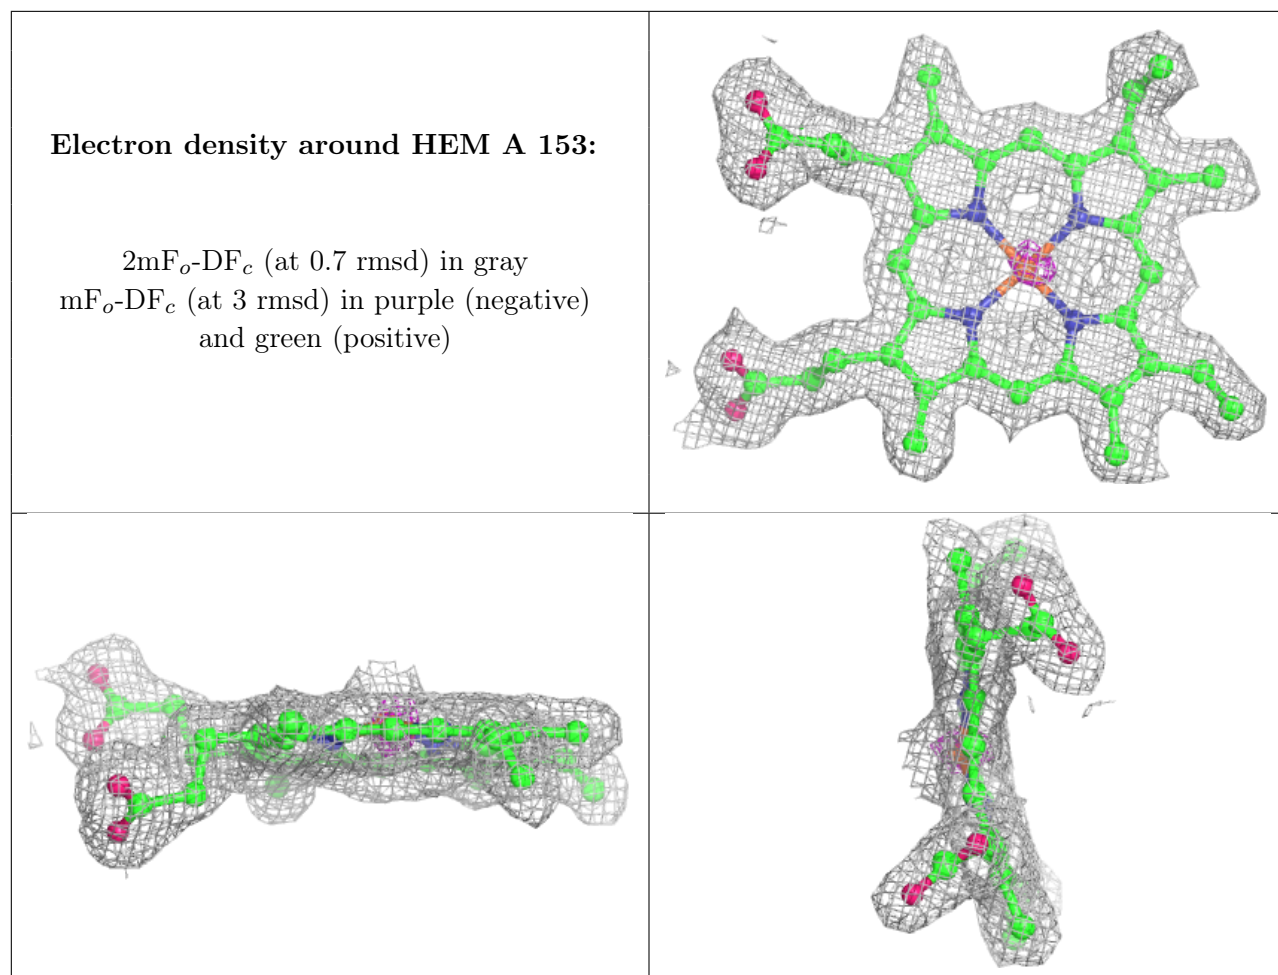 Electron density around HEM A 153:
2mFₒ-DF𝒸 (at 0.7 rmsd) in gray
mFₒ-DF𝒸 (at 3 rmsd) in purple (negative)
and green (positive)